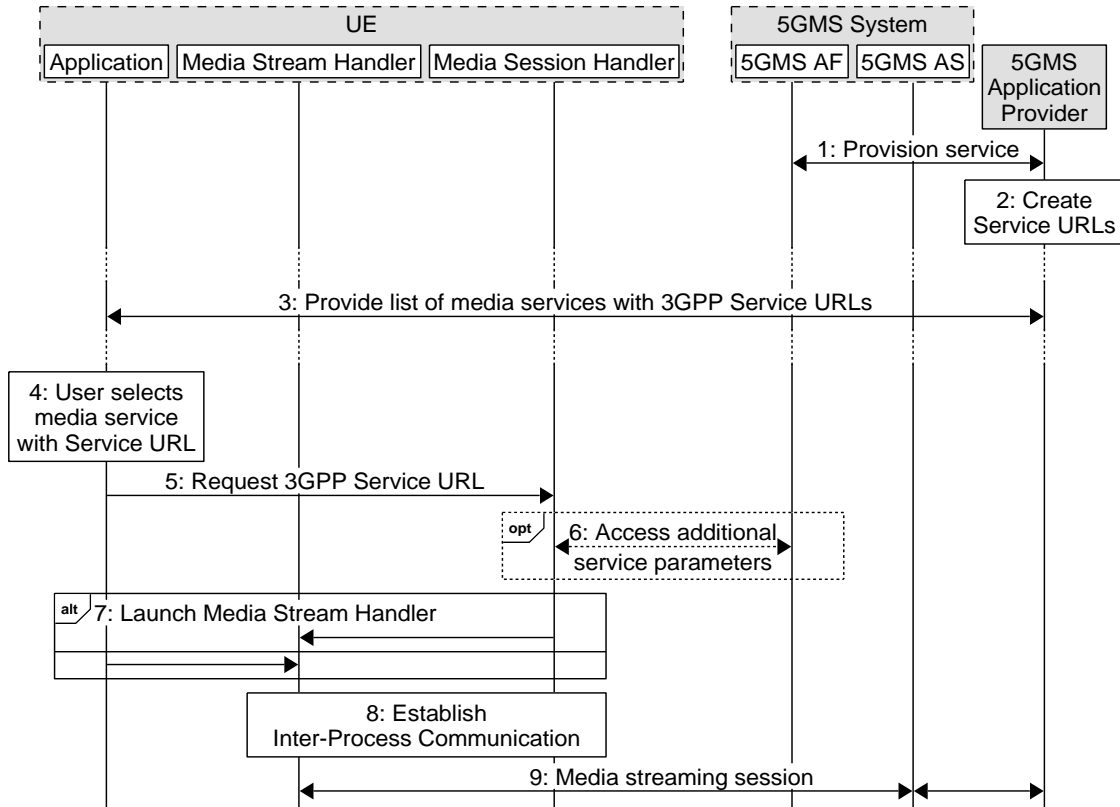 UE
5GMS System
Application
Media Stream Handler
Media Session Handler
5GMS AF
5GMS AS
5GMS
Application
Provider
1: Provision service
2: Create
Service URLs
3: Provide list of media services with 3GPP Service URLs
4: User selects
media service
with Service URL
5: Request 3GPP Service URL
opt
6: Access additional
service parameters
alt
7: Launch Media Stream Handler
8: Establish
Inter-Process Communication
9: Media streaming session